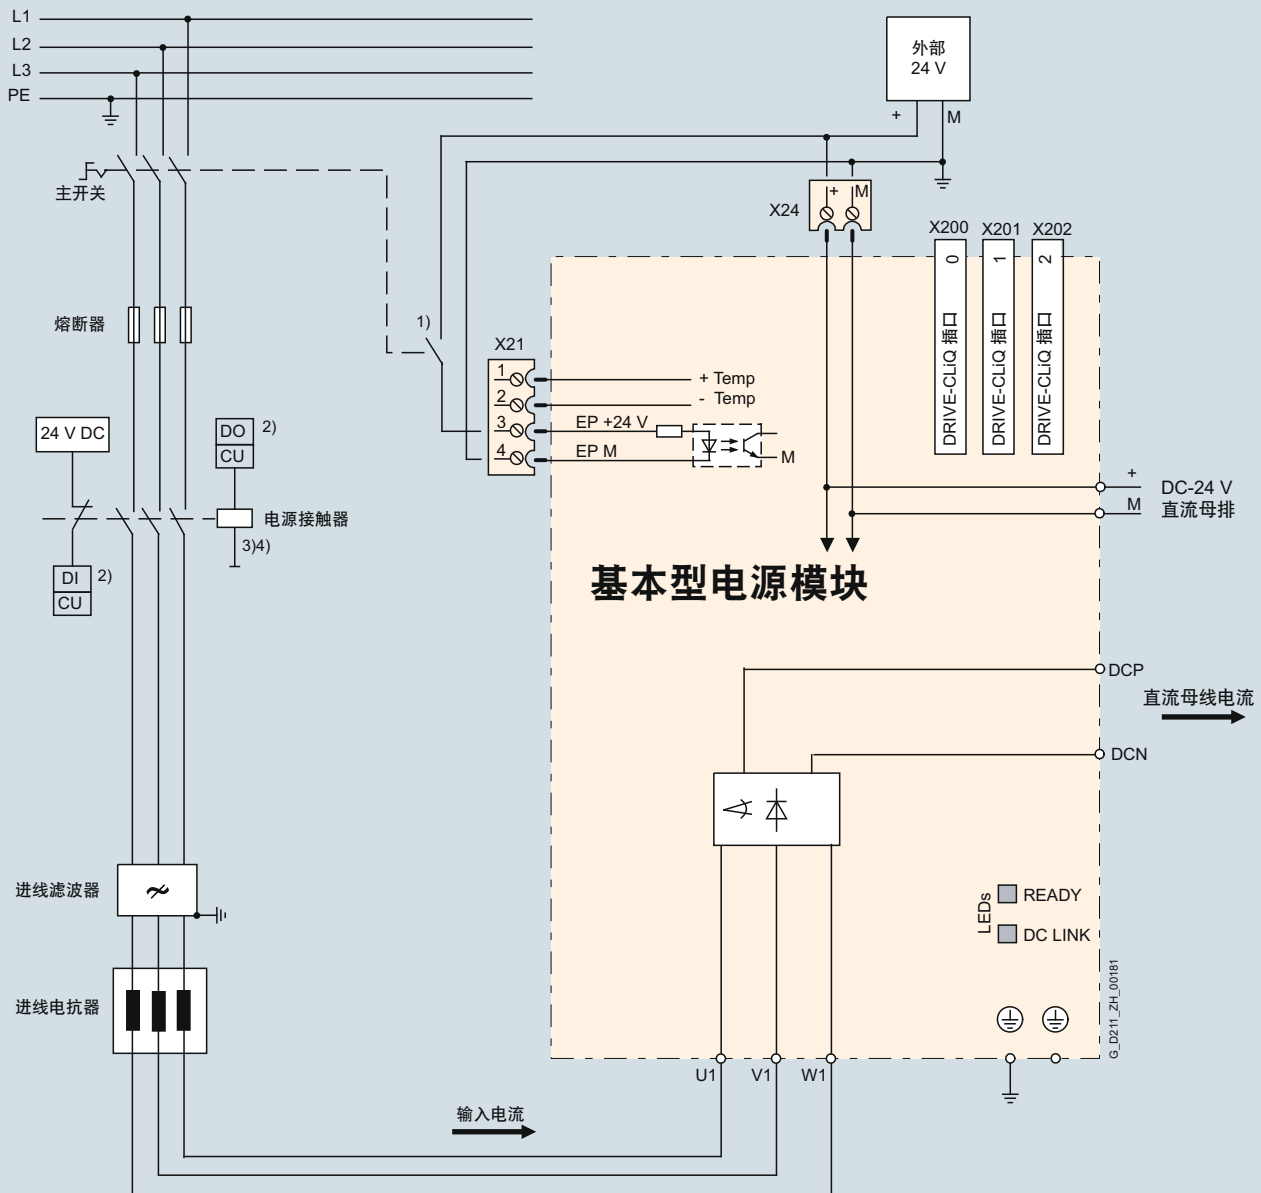 L1
L2
L3
PE
外部
24 V
+
M
主开关
X24
+
M
X200
X201
X202
0
1
2
DRIVE-CLiQ 插口
DRIVE-CLiQ 插口
DRIVE-CLiQ 插口
熔断器
1)
X21
1
+ Temp
2
- Temp
3
EP +24 V
4
EP M
M
24 V DC
DO
2)
CU
电源接触器
3)4)
DI
2)
CU
+
M
DC-24 V
直流母排
基本型电源模块
DCP
直流母线电流
DCN
进线滤波器
LEDs
READY
DC LINK
进线电抗器
G_D211_ZH_00181
U1
V1
W1
输入电流